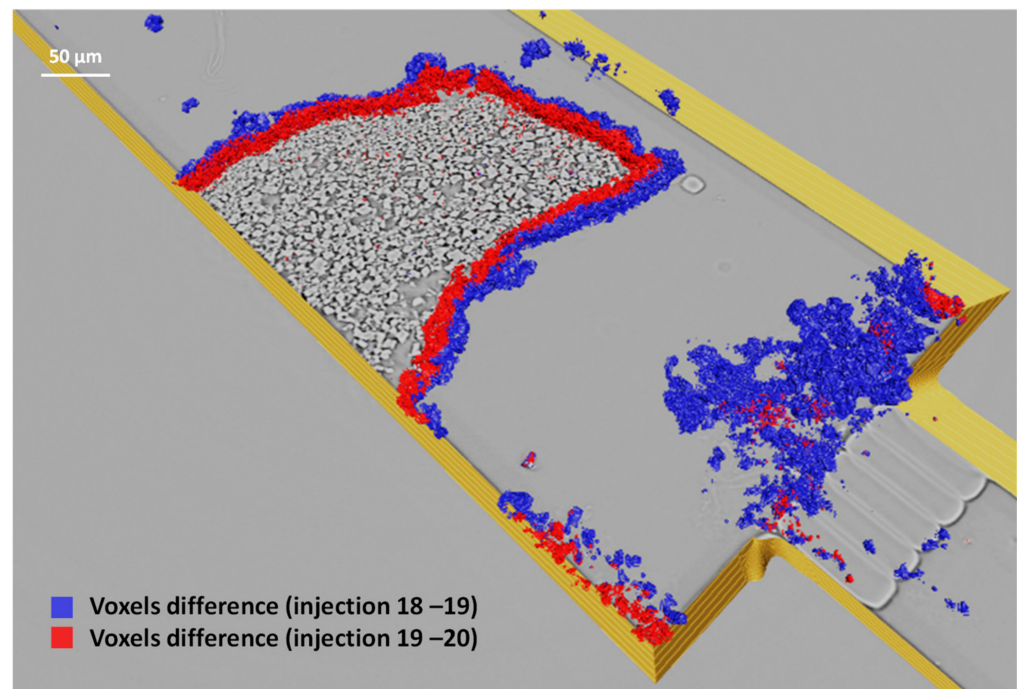 50 μm
Voxels difference (injection 18 –19)
Voxels difference (injection 19 –20)